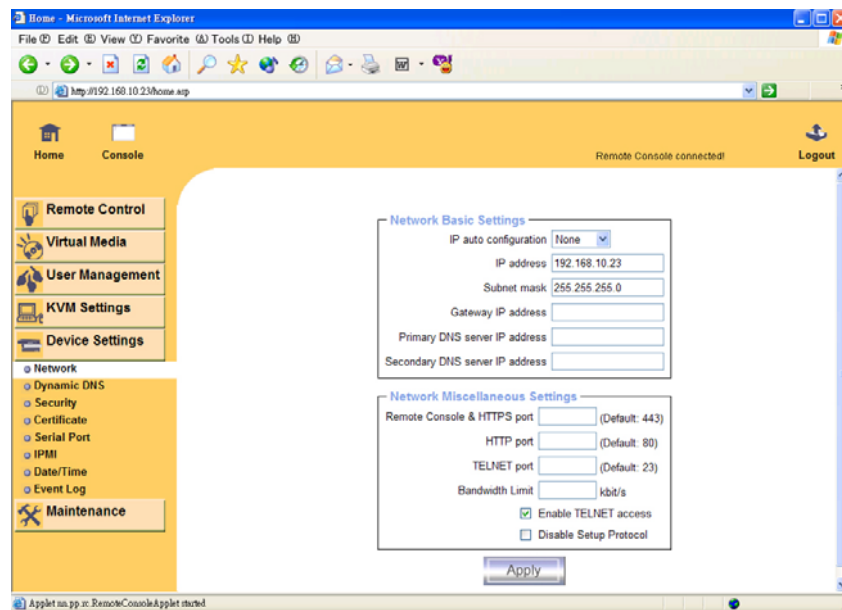 Home - Microsoft Internet Explorer
File(F) Edit (E) View (V) Favorite (A) Tools(T) Help (H)
http://192.168.10.23/home.asp
Home
Console
Remote Console connected!
Logout
Remote Control
Virtual Media
User Management
KVM Settings
Device Settings
Network
Dynamic DNS
Security
Certificate
Serial Port
IPMI
Date/Time
Event Log
Maintenance
Network Basic Settings
IP auto configuration None
IP address 192.168.10.23
Subnet mask 255.255.255.0
Gateway IP address
Primary DNS server IP address
Secondary DNS server IP address
Network Miscellaneous Settings
Remote Console & HTTPS port (Default: 443)
HTTP port (Default: 80)
TELNET port (Default: 23)
Bandwidth Limit kbit/s
Enable TELNET access
Disable Setup Protocol
Apply
Applet nn.pp.rc.RemoteConsoleApplet started